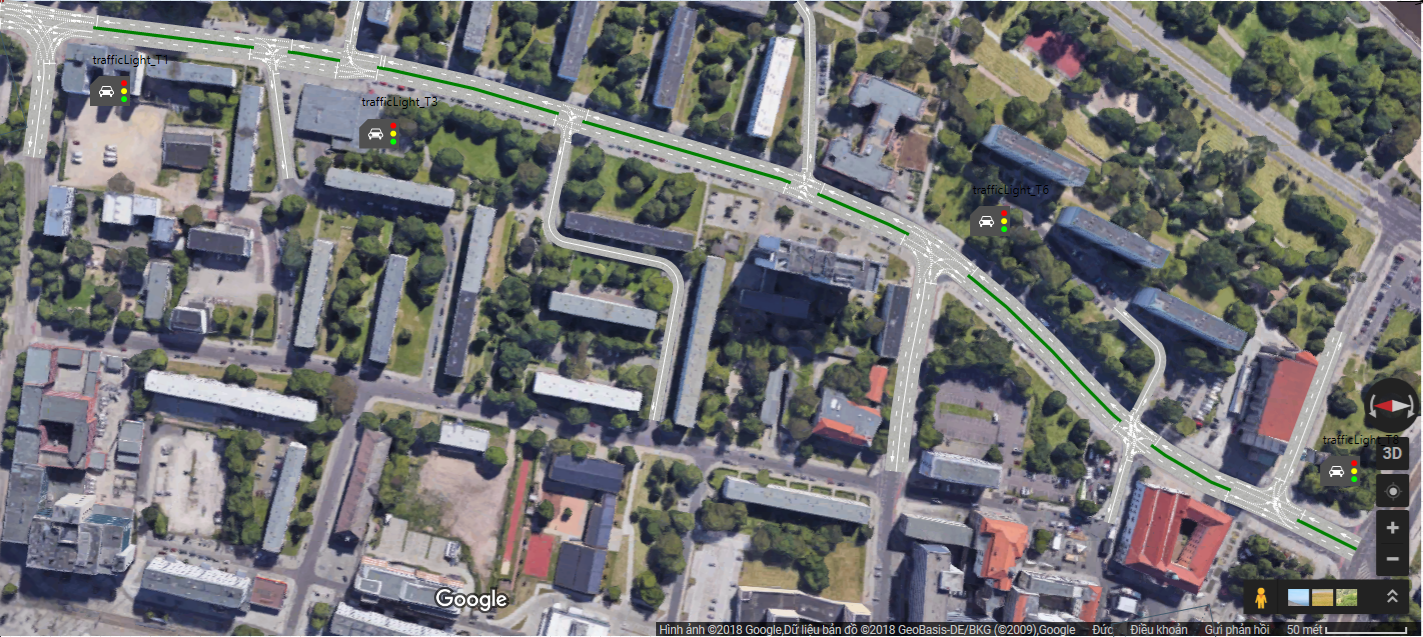 trafficLight_T1
trafficLight_T3
trafficLight_T6
trafficLight_T8
3D
Google
Hình ảnh ©2018 Google,Dữ liệu bản đồ ©2018 GeoBasis-DE/BKG (©2009),Google Đức Điều khoản Gửi phản hồi 50 mét